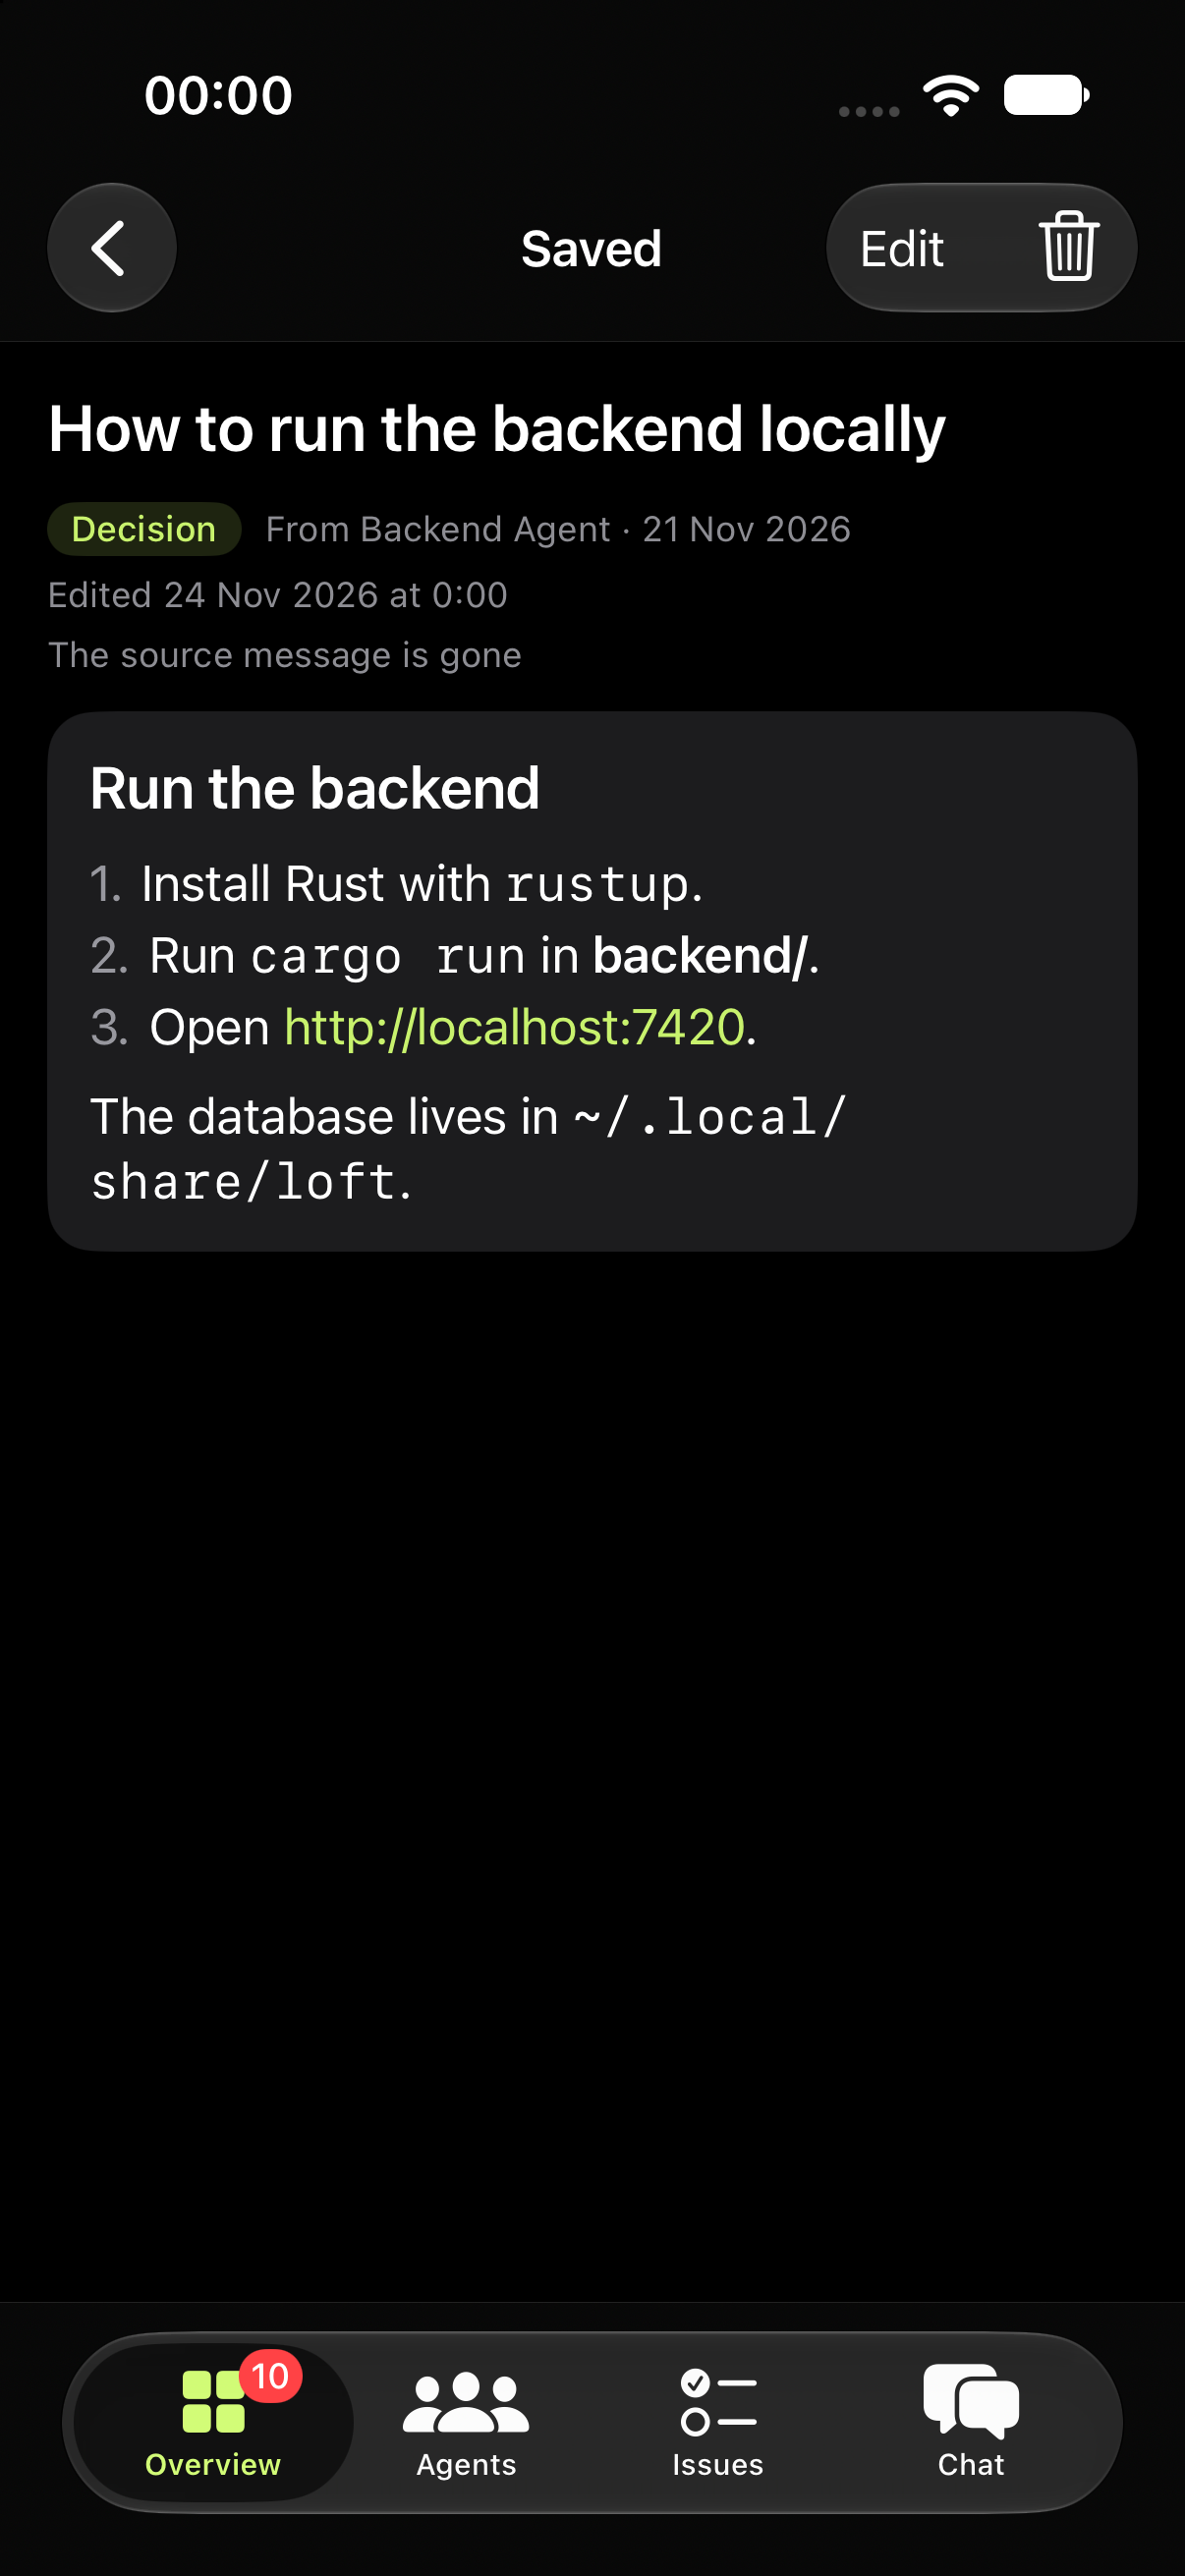 00:00
Saved
Edit
How to run the backend locally
Decision
From Backend Agent · 21 Nov 2026
Edited 24 Nov 2026 at 0:00
The source message is gone
Run the backend
1. Install Rust with rustup.
2. Run cargo run in backend/.
3. Open http://localhost:7420.
The database lives in ~/.local/
share/loft.
10
Overview
Agents
Issues
Chat